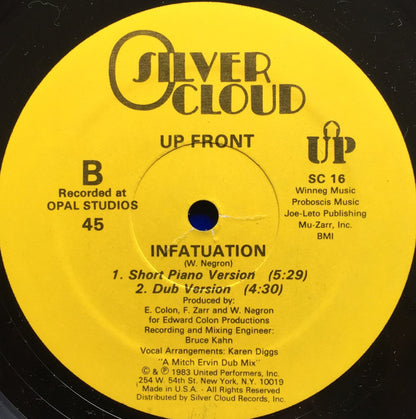 SILVER
CLOUD
UP FRONT
UP
B
Recorded at
OPAL STUDIOS
45
SC 16
Winneg Music
Proboscis Music
Joe-Leto Publishing
Mu-Zarr, Inc.
BMI
INFATUATION
(W. Negron)
1. Short Piano Version (5:29)
2. Dub Version (4:30)
Produced by:
E. Colon, F. Zarr and W. Negron
for Edward Colon Productions
Recording and Mixing Engineer:
Bruce Kahn
Vocal Arrangements: Karen Diggs
"A Mitch Ervin Dub Mix"
© & ℗ 1983 United Performers, Inc.
254 W. 54th St. New York, N.Y. 10019
Made in U.S.A. - All Rights Reserved
Distributed by Silver Cloud Records, Inc.